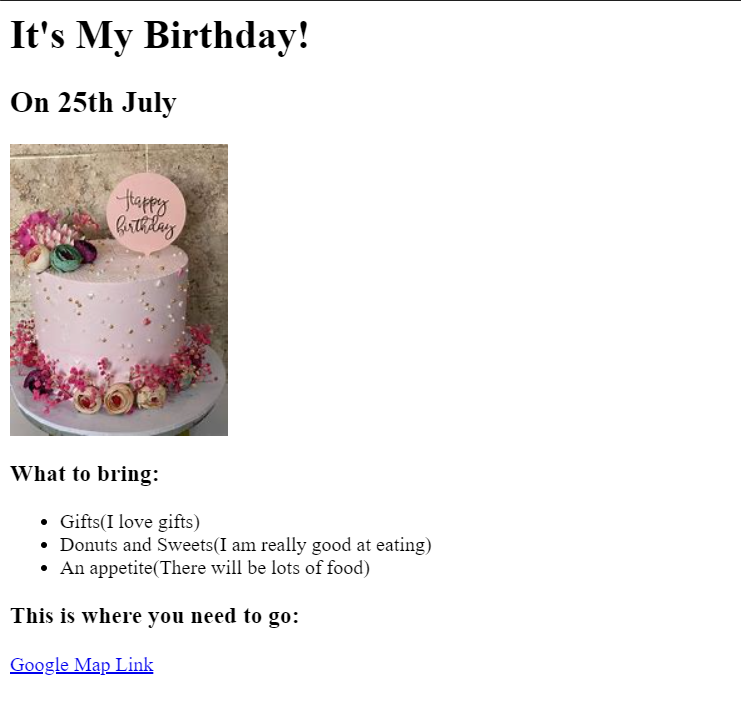 It's My Birthday!
On 25th July
Happy
birthday
What to bring:
Gifts(I love gifts)
Donuts and Sweets(I am really good at eating)
An appetite(There will be lots of food)
This is where you need to go:
Google Map Link